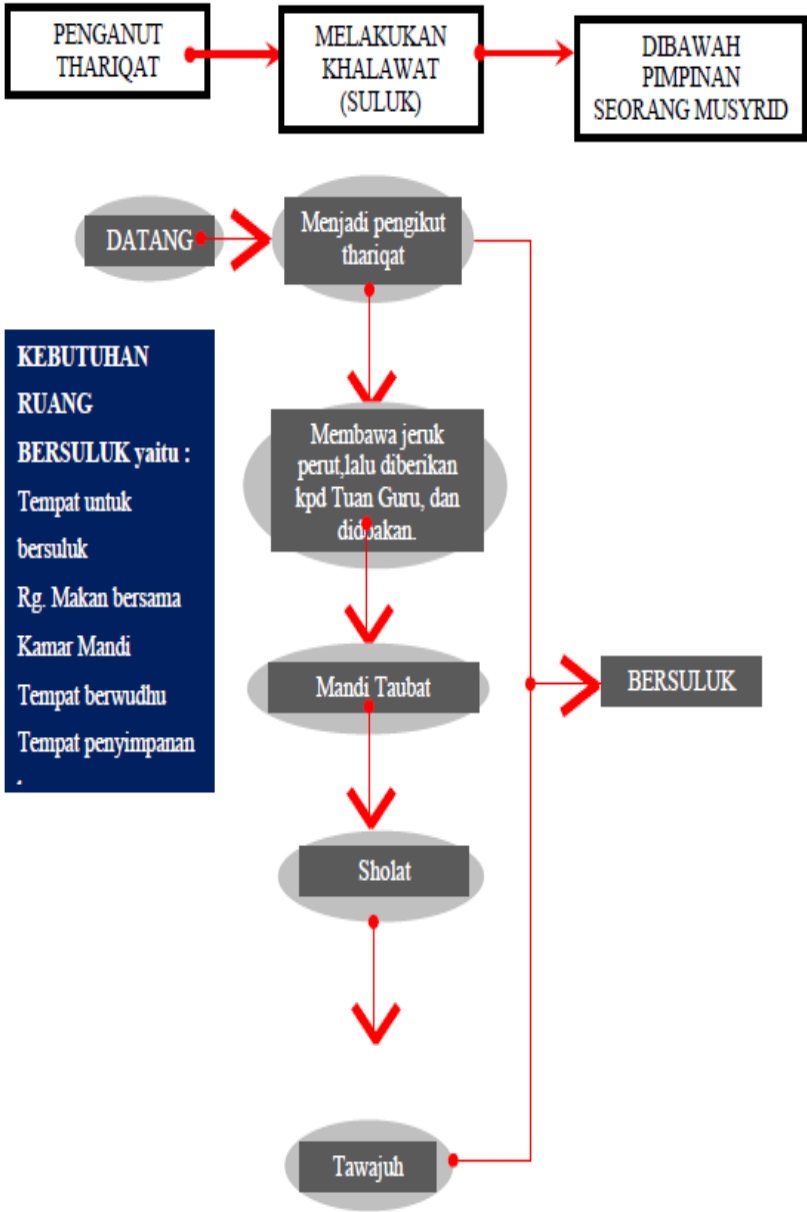 PENGANUT
THARIQAT
MELAKUKAN
KHALAWAT
(SULUK)
DIBAWAH
PIMPINAN
SEORANG MUSYRID
DATANG
Menjadi pengikut
thariqat
KEBUTUHAN
RUANG
BERSULUK yaitu :
Tempat untuk
bersuluk
Rg. Makan bersama
Kamar Mandi
Tempat berwudhu
Tempat penyimpanan
Membawa jeruk
perut,lalu diberikan
kpd Tuan Guru, dan
didoakan.
Mandi Taubat
BERSULUK
Sholat
Tawajuh